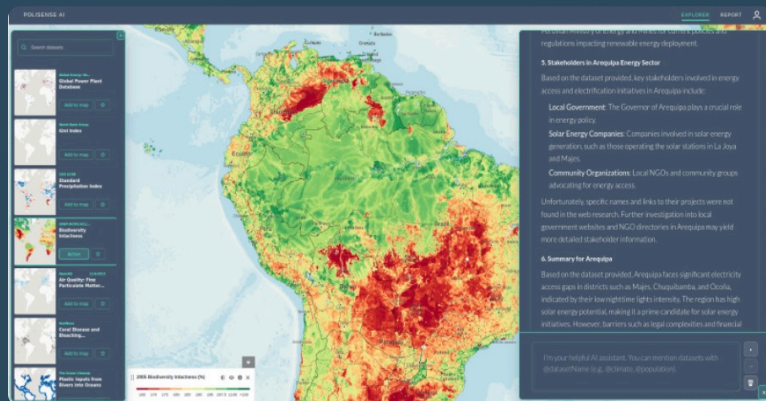 POLISENSE AI
EXPLORER
REPORT
Search datasets
Global Power Plant
Database
Add to map
Gini Index
Add to map
Standard
Precipitation Index
Add to map
Biodiversity
Intactness
Active
Air Quality: Fine
Particulate Matter...
Add to map
Coral Disease and
Bleaching...
Add to map
Plastic Inputs from
Rivers into Oceans
Ecuador
Biodiversity Intactness (%)
regulations impacting renewable energy deployment.
5. Stakeholders in Arequipa Energy Sector
Based on the dataset provided, key stakeholders involved in energy
access and electrification initiatives in Arequipa include:
Local Government: The Governor of Arequipa plays a crucial role
in energy policy.
Solar Energy Companies: Companies involved in solar energy
generation, such as those operating the solar stations in La Joya
and Majes.
Community Organizations: Local NGOs and community groups
advocating for energy access.
Unfortunately, specific names and links to their projects were not
found in the web research. Further investigation into local
government websites and NGO directories in Arequipa may yield
more detailed stakeholder information.
6. Summary for Arequipa
Based on the dataset provided, Arequipa faces significant electricity
access gaps in districts such as Majes, Chuquibamba, and Ocoña,
indicated by their low nighttime lights intensity. The region has high
solar energy potential, making it a prime candidate for solar energy
initiatives. However, barriers such as legal complexities and financial
I'm your helpful AI assistant. You can mention datasets with
@datasetName (e.g. @climate, @population).